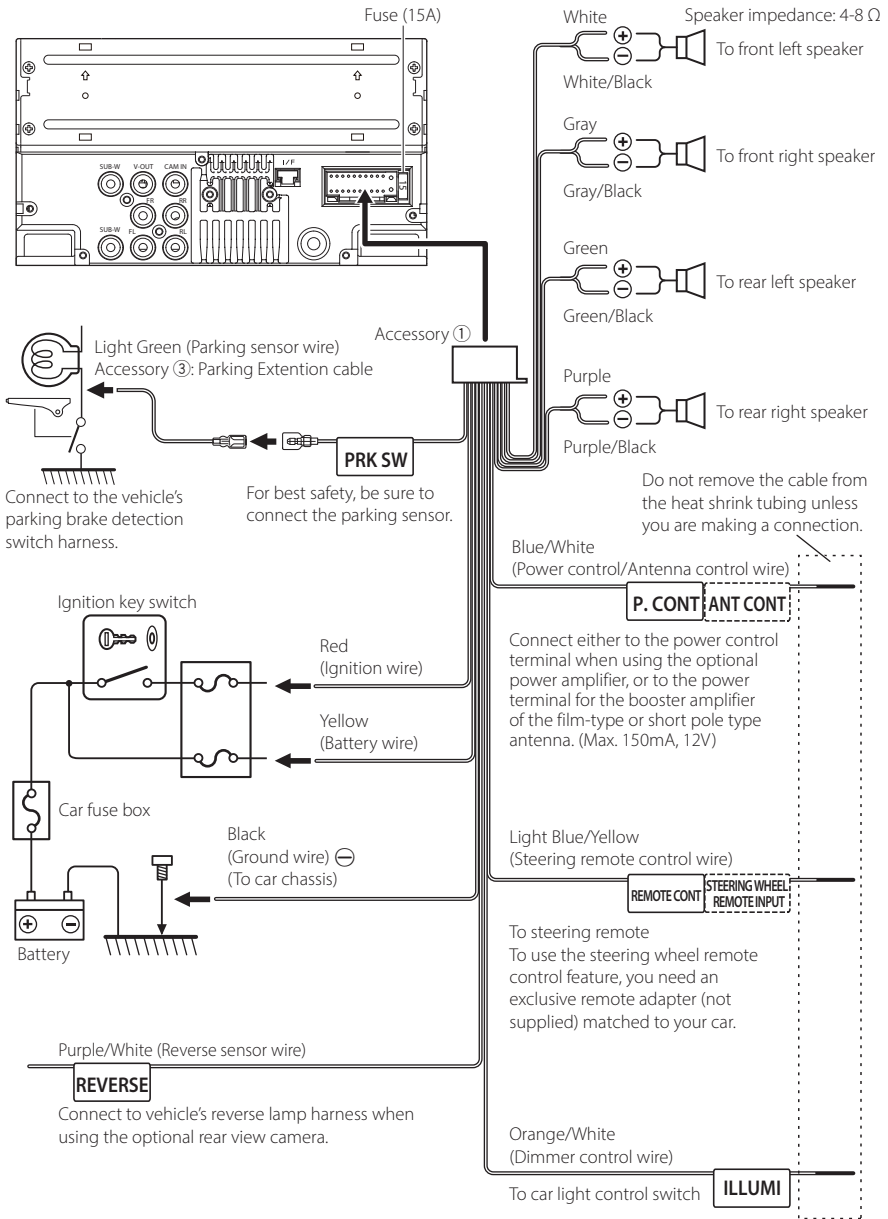 Fuse (15A)
White
Speaker impedance: 4-8 Ω
⊕
⊖
To front left speaker
White/Black
Gray
⊕
⊖
To front right speaker
Gray/Black
Green
⊕
⊖
To rear left speaker
Green/Black
Purple
⊕
⊖
To rear right speaker
Purple/Black
SUB-W
V-OUT
CAM IN
I/F
15
FR
RR
SUB-W
FL
RL
Accessory ①
Light Green (Parking sensor wire)
Accessory ③: Parking Extention cable
PRK SW
Connect to the vehicle’s
parking brake detection
switch harness.
For best safety, be sure to
connect the parking sensor.
Do not remove the cable from
the heat shrink tubing unless
you are making a connection.
Blue/White
(Power control/Antenna control wire)
P. CONT
ANT CONT
Connect either to the power control
terminal when using the optional
power amplifier, or to the power
terminal for the booster amplifier
of the film-type or short pole type
antenna. (Max. 150mA, 12V)
Ignition key switch
Red
(Ignition wire)
Yellow
(Battery wire)
Car fuse box
Black
(Ground wire) ⊖
(To car chassis)
⊕
⊖
Battery
Light Blue/Yellow
(Steering remote control wire)
REMOTE CONT
STEERING WHEEL
REMOTE INPUT
To steering remote
To use the steering wheel remote
control feature, you need an
exclusive remote adapter (not
supplied) matched to your car.
Purple/White (Reverse sensor wire)
REVERSE
Connect to vehicle’s reverse lamp harness when
using the optional rear view camera.
Orange/White
(Dimmer control wire)
To car light control switch
ILLUMI